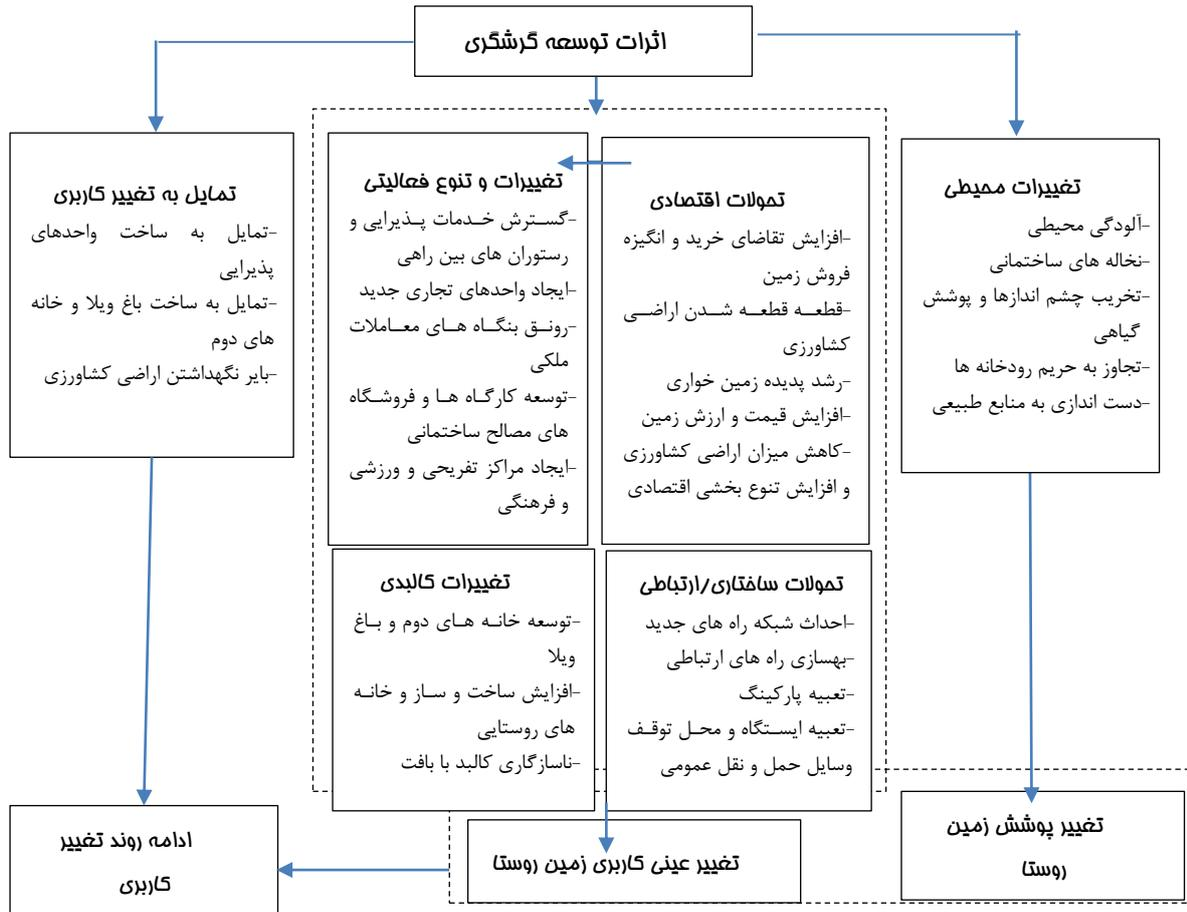 اثرات توسعه گرشگری
تغییرات محیطی
-آلودگی محیطی
-نخاله های ساختمانی
-تخریب چشم اندازها و پوشش
گیاهی
-تجاوز به حریم رودخانه ها
-دست اندازی به منابع طبیعی
تحولات اقتصادی
-افزایش تقاضای خرید و انگیزه
فروش زمین
-قطعه قطعه شدن اراضی
کشاورزی
-رشد پدیده زمین خواری
-افزایش قیمت و ارزش زمین
-کاهش میزان اراضی کشاورزی
و افزایش تنوع بخشی اقتصادی
تغییرات و تنوع فعالیتی
-گسترش خدمات پذیرایی و
رستوران های بین راهی
-ایجاد واحدهای تجاری جدید
-رونق بنگاه های معاملات
ملکی
-توسعه کارگاه ها و فروشگاه
های مصالح ساختمانی
-ایجاد مراکز تفریحی و ورزشی
و فرهنگی
تمایل به تغییر کاربری
-تمایل به ساخت واحدهای
پذیرایی
-تمایل به ساخت باغ ویلا و خانه
های دوم
-بایر نگهداشتن اراضی کشاورزی
تحولات ساختاری/ارتباطی
-احداث شبکه راه های جدید
-بهسازی راه های ارتباطی
-تعبیه پارکینگ
-تعبیه ایستگاه و محل توقف
وسایل حمل و نقل عمومی
تغییرات کالبدی
-توسعه خانه های دوم و باغ
ویلا
-افزایش ساخت و ساز و خانه
های روستایی
-ناسازگاری کالبد با بافت
تغییر پوشش زمین
روستا
تغییر عینی کاربری زمین روستا
ادامه روند تغییر
کاربری